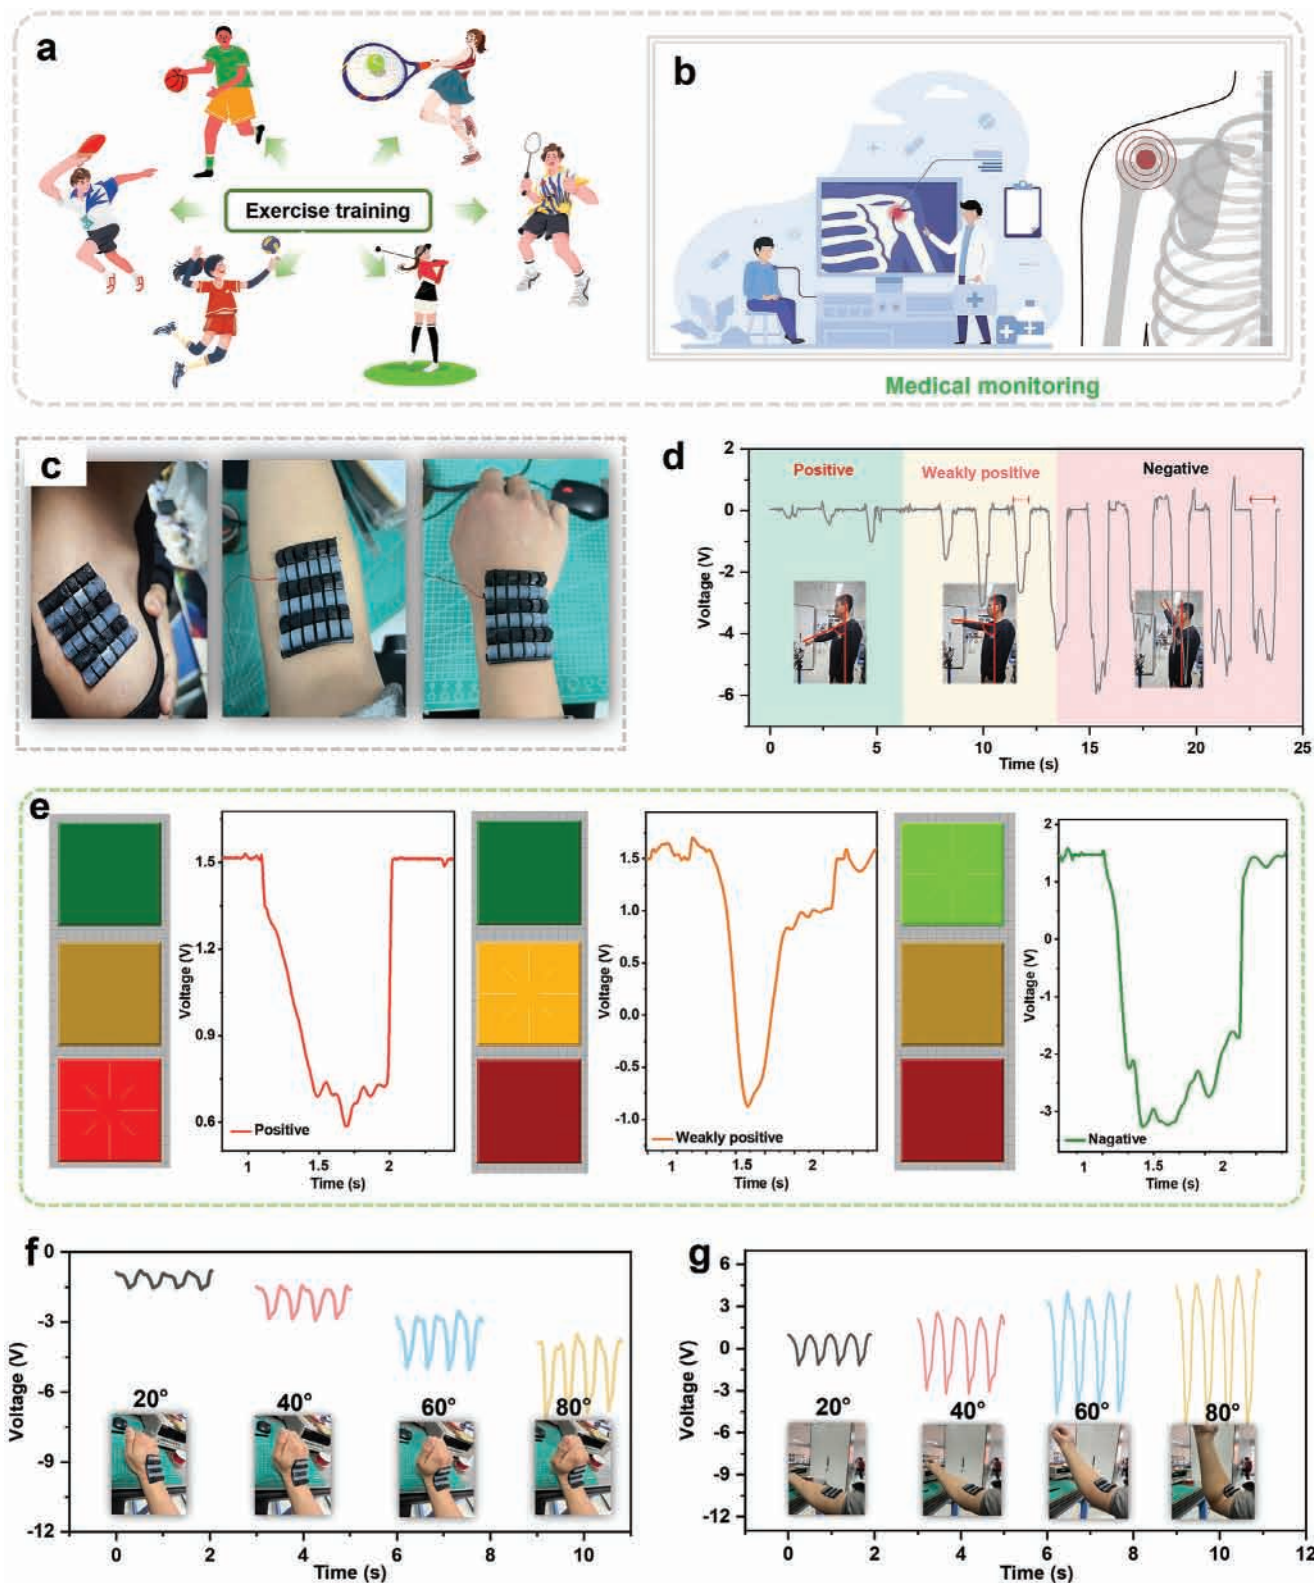 a
Exercise training
b
Medical monitoring
c
d
Positive
Weakly positive
Negative
Voltage (V)
2
0
-2
-4
-6
0
5
10
15
20
25
Time (s)
e
Voltage (V)
1.5
1.2
0.9
0.6
Positive
1
1.5
2
Time (s)
Voltage (V)
1.5
1.0
0.5
0.0
-0.5
-1.0
Weakly positive
1
1.5
2
Time (s)
Voltage (V)
2
1
0
-1
-2
-3
Nagative
1
1.5
2
Time (s)
f
Voltage (V)
0
-3
-6
-9
-12
20°
40°
60°
80°
0
2
4
6
8
10
Time (s)
g
Voltage (V)
6
3
0
-3
-6
-9
-12
20°
40°
60°
80°
0
2
4
6
8
10
12
Time (s)